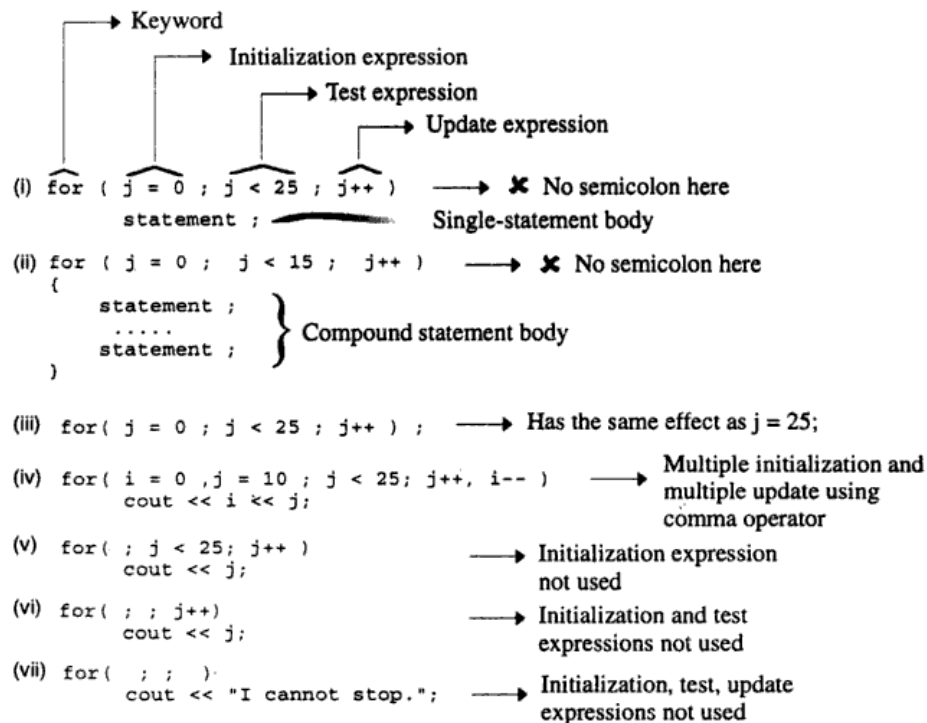 Keyword
Initialization expression
Test expression
Update expression
(i) for ( j = 0 ; j < 25 ; j++ ) ✘ No semicolon here
statement ; Single-statement body
(ii) for ( j = 0 ; j < 15 ; j++ ) ✘ No semicolon here
{
statement ;
.....
statement ;
Compound statement body
}
(iii) for( j = 0 ; j < 25 ; j++ ) ; Has the same effect as j = 25;
(iv) for( i = 0 ,j = 10 ; j < 25; j++, i-- ) Multiple initialization and
cout << i << j; multiple update using
comma operator
(v) for( ; j < 25; j++ ) Initialization expression
cout << j; not used
(vi) for( ; ; j++) Initialization and test
cout << j; expressions not used
(vii) for( ; ; )
cout << "I cannot stop."; Initialization, test, update
expressions not used